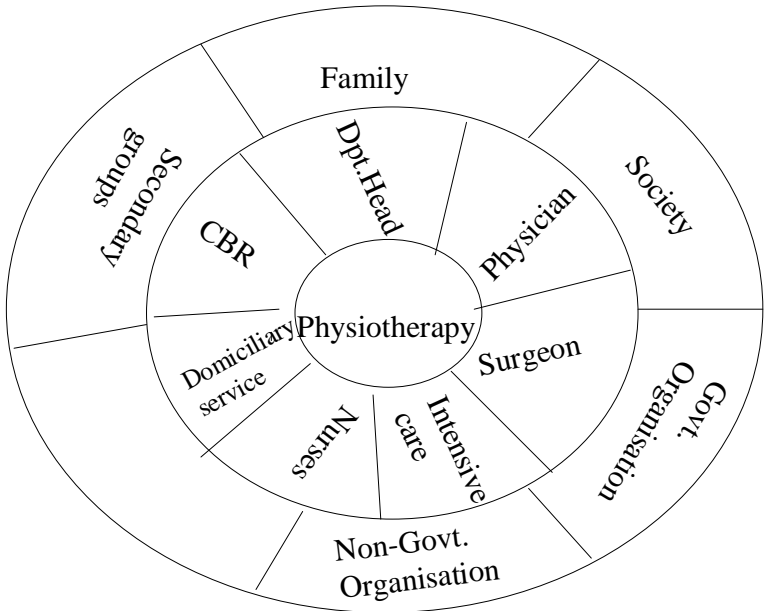 Family
Society
Govt.
Organisation
Non-Govt.
Organisation
Secondary
groups
Dpt.Head
Physician
Surgeon
Intensive
care
Nurses
Domiciliary
service
CBR
Physiotherapy